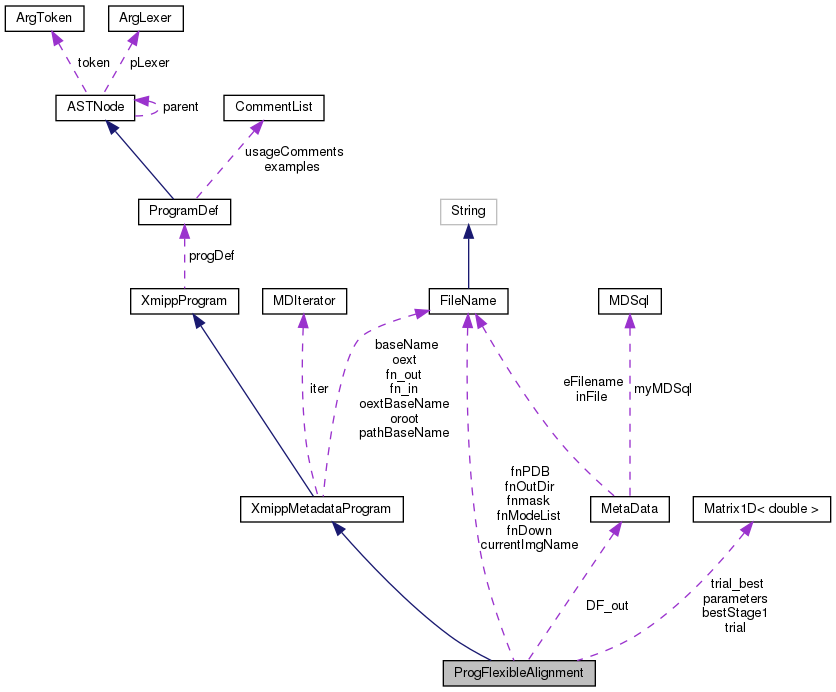 ArgToken
ArgLexer
token
pLexer
ASTNode
parent
CommentList
usageComments
examples
ProgramDef
String
progDef
XmippProgram
MDIterator
FileName
MDSql
baseName
oext
fn_out
fn_in
oextBaseName
oroot
pathBaseName
iter
eFilename
inFile
myMDSql
fnPDB
fnOutDir
fnmask
fnModeList
fnDown
currentImgName
XmippMetadataProgram
MetaData
Matrix1D< double >
DF_out
trial_best
parameters
bestStage1
trial
ProgFlexibleAlignment